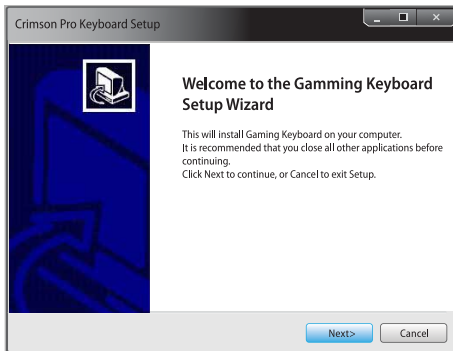 Crimson Pro Keyboard Setup
Welcome to the Gamming Keyboard
Setup Wizard
This will install Gaming Keyboard on your computer.
It is recommended that you close all other applications before
continuing.
Click Next to continue, or Cancel to exit Setup.
Next>
Cancel